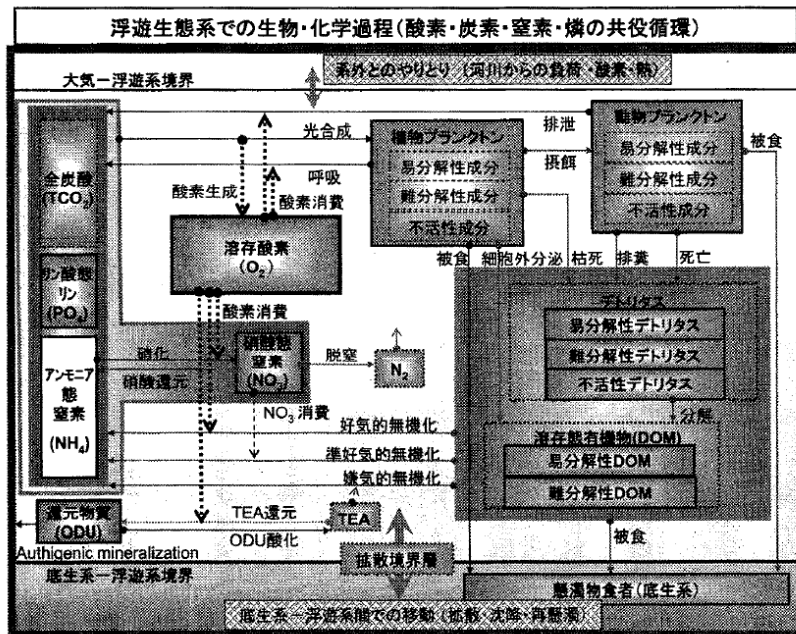 浮遊生態系での生物・化学過程(酸素・炭素・窒素・燐の共役循環)
系外とのやりとり (河川からの負荷・酸素・熱)
大気ー浮遊系境界
全炭酸
(TCO2)
リン酸態
リン
(PO4)
アンモニア
態
窒素
(NH4)
光合成
呼吸
酸素生成
酸素消費
溶存酸素
(O2)
酸素消費
植物プランクトン
易分解性成分
難分解性成分
不活性成分
排泄
摂餌
動物プランクトン
易分解性成分
難分解性成分
不活性成分
被食
被食
細胞外分泌
枯死
排糞
死亡
硝化
硝酸還元
硝酸態
窒素
(NO3)
脱窒
N2
NO3 消費
デトリタス
易分解性デトリタス
難分解性デトリタス
不活性デトリタス
分解
溶存態有機物(DOM)
易分解性DOM
難分解性DOM
好気的無機化
準好気的無機化
嫌気的無機化
還元物質
(ODU)
TEA還元
TEA
ODU酸化
Authigenic mineralization
拡散境界層
被食
底生系ー浮遊系境界
懸濁物食者(底生系)
底生系ー浮遊系間での移動 (拡散・沈降・再懸濁)